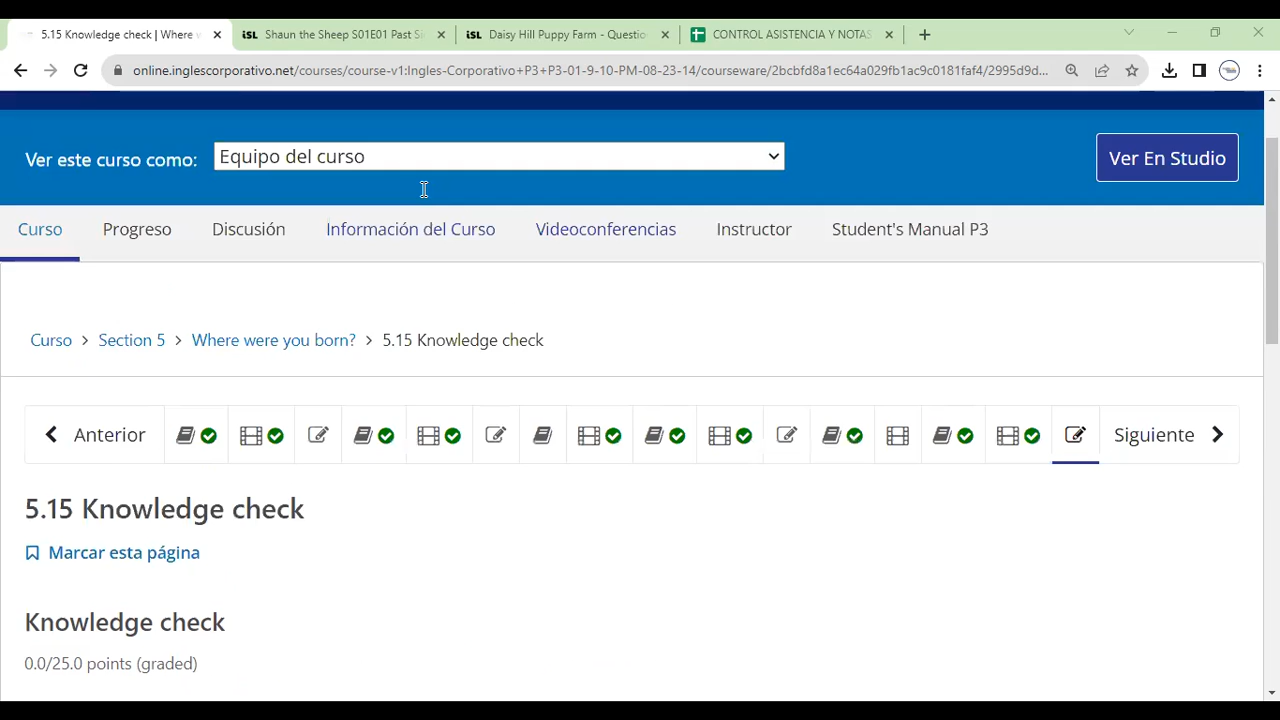 5.15 Knowledge check | Where w
iSL Shaun the Sheep S01E01 Past Si
iSL Daisy Hill Puppy Farm - Questio
CONTROL ASISTENCIA Y NOTAS
online.inglescorporativo.net/courses/course-v1:Ingles-Corporativo+P3+P3-01-9-10-PM-08-23-14/courseware/2bcbfd8a1ec64a029fb1ac9c0181faf4/2995d9d...
Ver este curso como:
Equipo del curso
Ver En Studio
Curso
Progreso
Discusión
Información del Curso
Videoconferencias
Instructor
Student's Manual P3
Curso > Section 5 > Where were you born? > 5.15 Knowledge check
Anterior
Siguiente
5.15 Knowledge check
Marcar esta página
Knowledge check
0.0/25.0 points (graded)